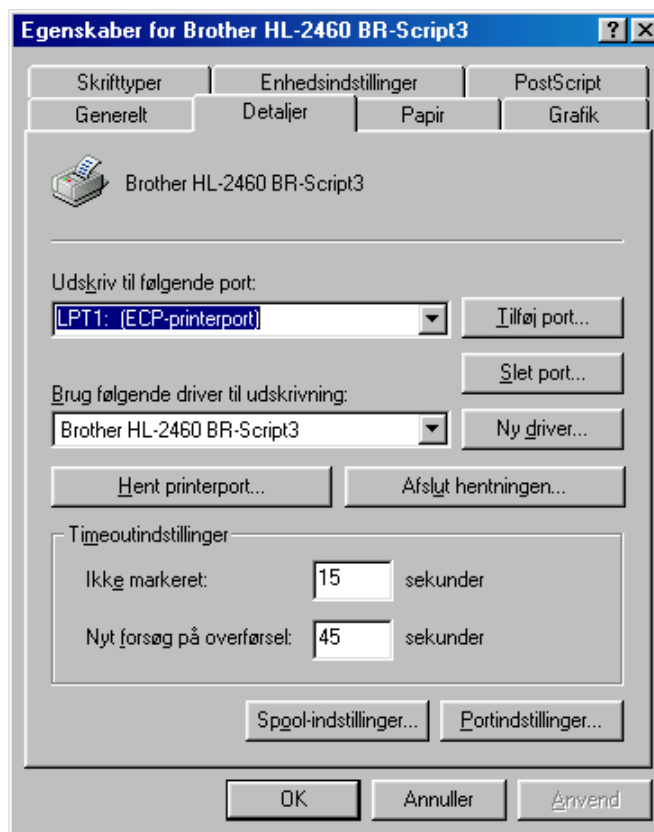 Egenskaber for Brother HL-2460 BR-Script3
Skrifttyper Enhedsindstillinger PostScript
Generelt Detaljer Papir Grafik
Brother HL-2460 BR-Script3
Udskriv til følgende port:
LPT1: (ECP-printerport) Tilføj port...
Slet port...
Brug følgende driver til udskrivning:
Brother HL-2460 BR-Script3 Ny driver...
Hent printerport... Afslut hentningen...
Timeoutindstillinger
Ikke markeret: 15 sekunder
Nyt forsøg på overførsel: 45 sekunder
Spool-indstillinger... Portindstillinger...
OK Annuller Anvend